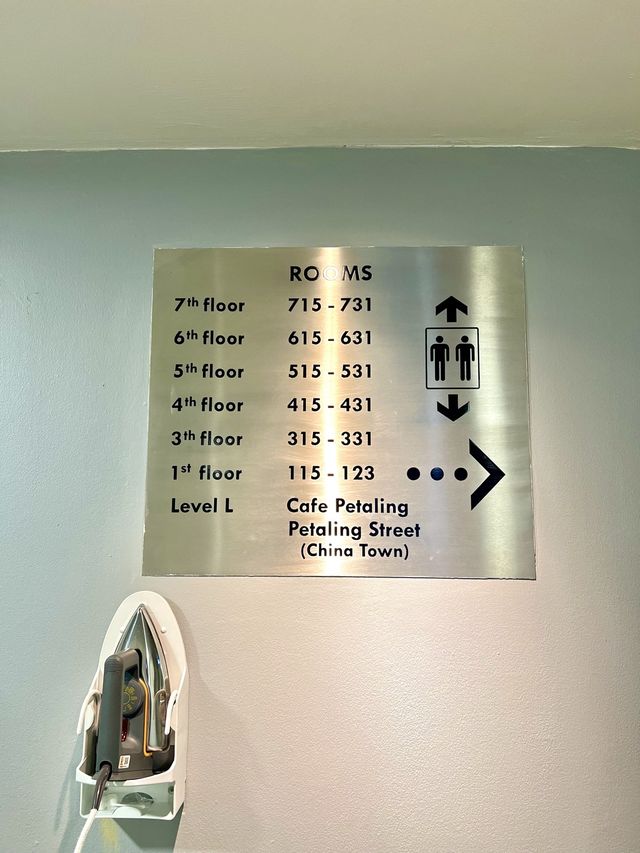 ROOMS
7th floor 715 - 731
6th floor 615 - 631
5th floor 515 - 531
4th floor 415 - 431
3th floor 315 - 331
1st floor 115 - 123
Level L Cafe Petaling
Petaling Street
(China Town)